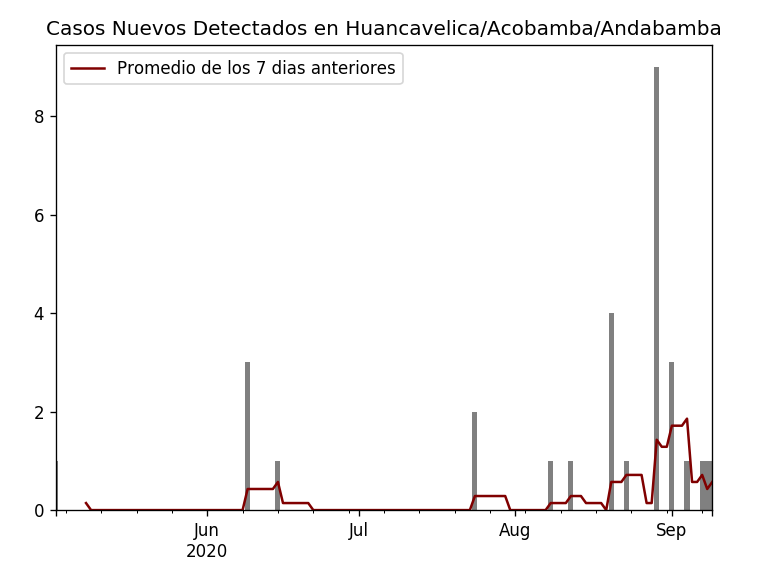 Casos Nuevos Detectados en Huancavelica/Acobamba/Andabamba
Promedio de los 7 dias anteriores
8
6
4
2
0
Jun
2020
Jul
Aug
Sep